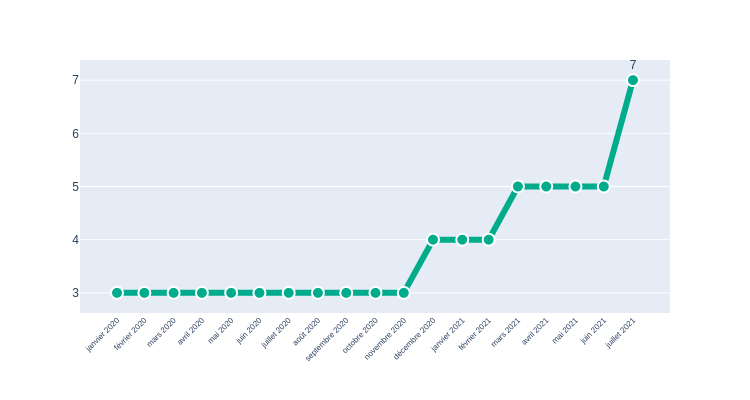 7
7
6
5
4
3
janvier 2020
février 2020
mars 2020
avril 2020
mai 2020
juin 2020
juillet 2020
août 2020
septembre 2020
octobre 2020
novembre 2020
décembre 2020
janvier 2021
février 2021
mars 2021
avril 2021
mai 2021
juin 2021
juillet 2021